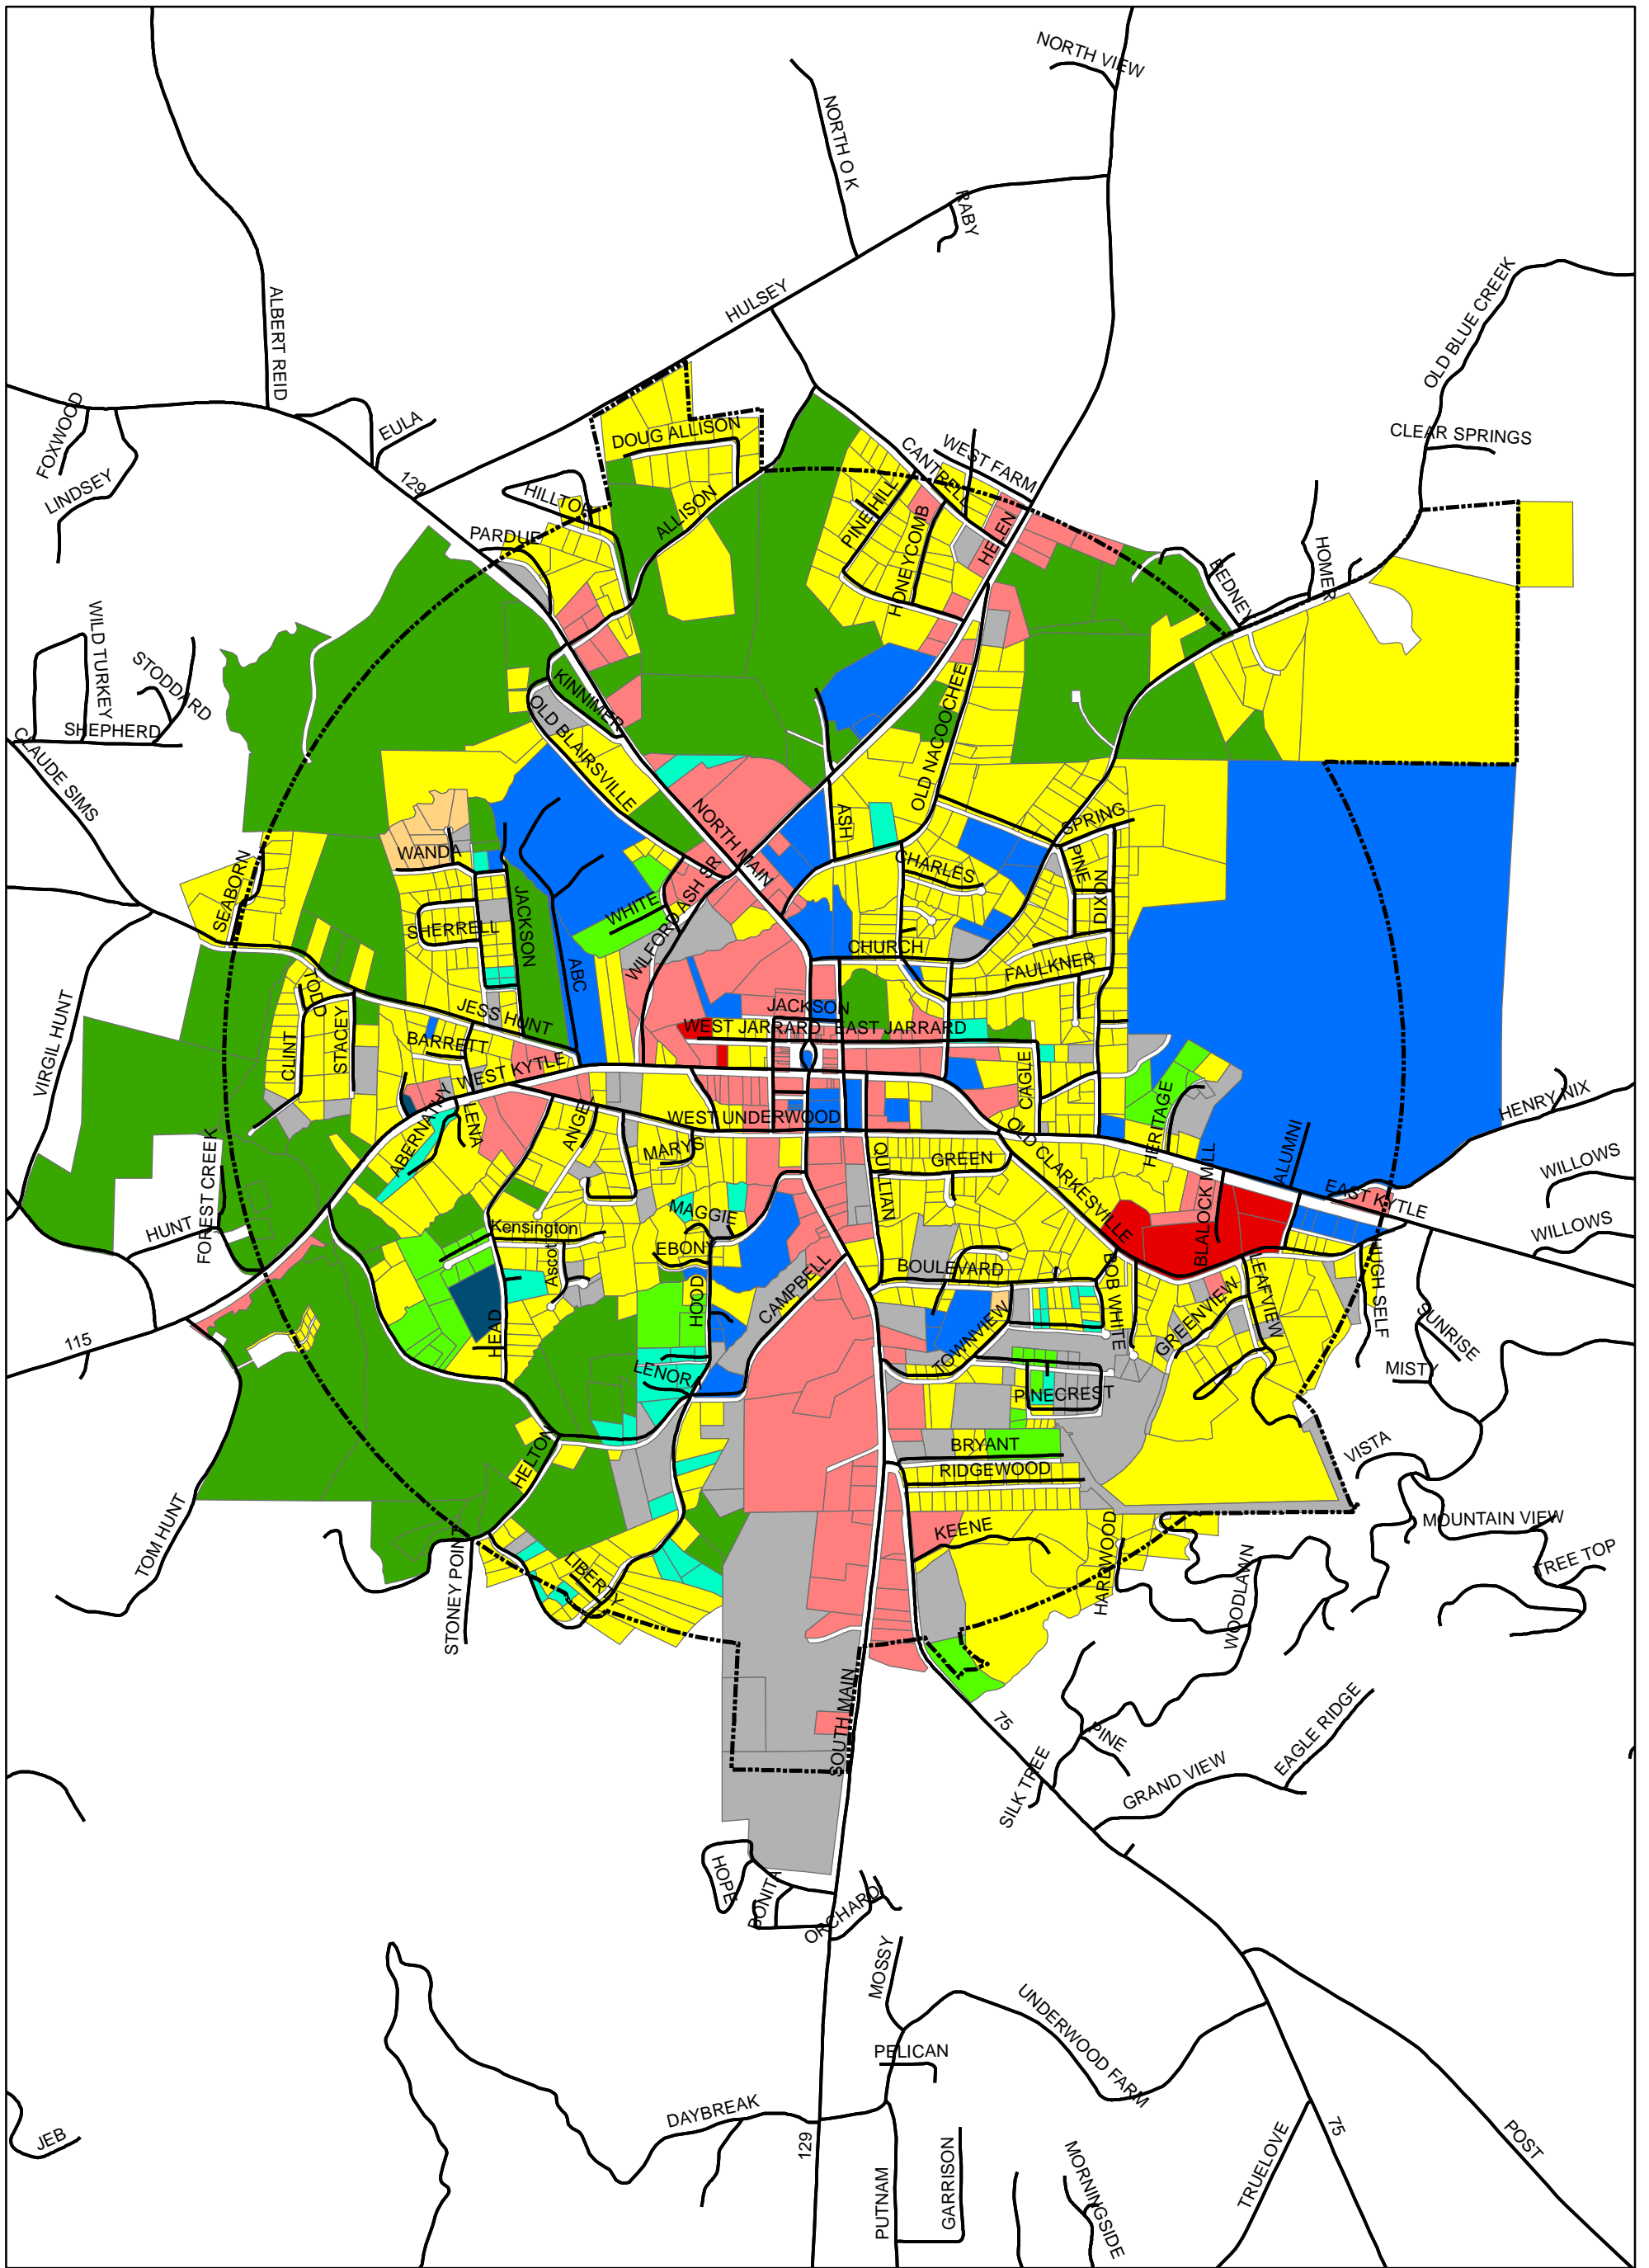 NORTH VIEW
NORTH O K
RABY
HULSEY
ALBERT REID
OLD BLUE CREEK
FOXWOOD
EULA
LINDSEY
129
DOUG ALLISON
CLEAR SPRINGS
WEST FARM
CANTRELL
HILLTOP
ALLISON
PINE HILL
PARDUE
HONEYCOMB
HELEN
HOMER
BEDNEY
WILD TURKEY
STODDARD
SHEPHERD
KINNIMER
OLD NACOOCHEE
CLAUDE SIMS
OLD BLAIRSVILLE
NORTH MAIN
ASH
SPRING
WANDA
CHARLES
PINE
DIXON
SEABORN
WHITE
WILFORD ASH SR
JACKSON
SHERRELL
CHURCH
FAULKNER
ABC
TODD
JESS HUNT
JACKSON
WEST JARRARD
EAST JARRARD
VIRGIL HUNT
CLINT
STACEY
BARRETT
WEST KYTLE
CAGLE
HENRY NIX
ABERNATHY
LENA
ANGEL
WEST UNDERWOOD
HERITAGE
OLD CLARKESVILLE
MARYS
GREEN
ALUMNI
WILLOWS
QUILLIAN
BLALOCK MILL
EAST KYTLE
FOREST CREEK
HUNT
MAGGIE
Kensington
WILLOWS
EBONY
Ascot
BOULEVARD
BOB WHITE
LEAFVIEW
HUGH SELF
CAMPBELL
HOOD
GREENVIEW
115
HEAD
TOWNVIEW
SUNRISE
LENORA
MISTY
PINECREST
HELTON
BRYANT
VISTA
RIDGEWOOD
TOM HUNT
KEENE
MOUNTAIN VIEW
HARDWOOD
STONEY POINT
LIBERTY
TREE TOP
WOODLAWN
SOUTH MAIN
75
PINE
EAGLE RIDGE
SILK TREE
GRAND VIEW
HOPE
BONITA
ORCHARD
MOSSY
UNDERWOOD FARM
PELICAN
DAYBREAK
JEB
129
PUTNAM
GARRISON
MORNINGSIDE
TRUELOVE
75
POST